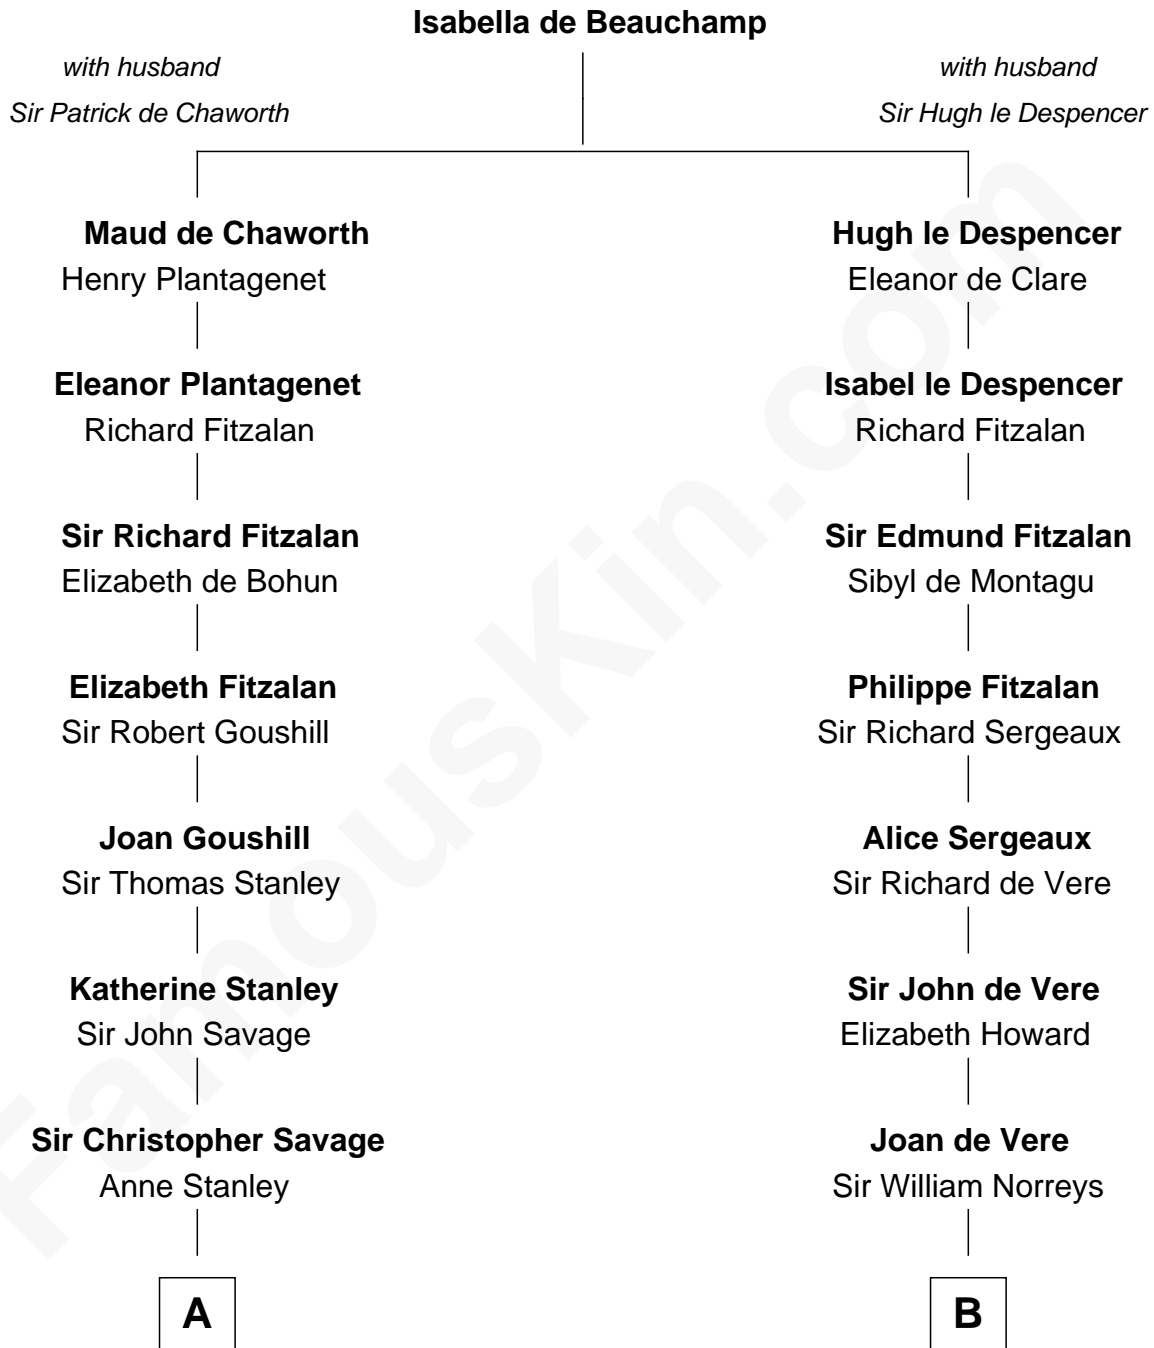 Isabella de Beauchamp
with husband
Sir Patrick de Chaworth
with husband
Sir Hugh le Despencer
Maud de Chaworth
Henry Plantagenet
Hugh le Despencer
Eleanor de Clare
Eleanor Plantagenet
Richard Fitzalan
Isabel le Despencer
Richard Fitzalan
Sir Richard Fitzalan
Elizabeth de Bohun
Sir Edmund Fitzalan
Sibyl de Montagu
Elizabeth Fitzalan
Sir Robert Goushill
Philippe Fitzalan
Sir Richard Sergeaux
Joan Goushill
Sir Thomas Stanley
Alice Sergeaux
Sir Richard de Vere
Katherine Stanley
Sir John Savage
Sir John de Vere
Elizabeth Howard
Sir Christopher Savage
Anne Stanley
Joan de Vere
Sir William Norreys
A
B
FamousKin.com